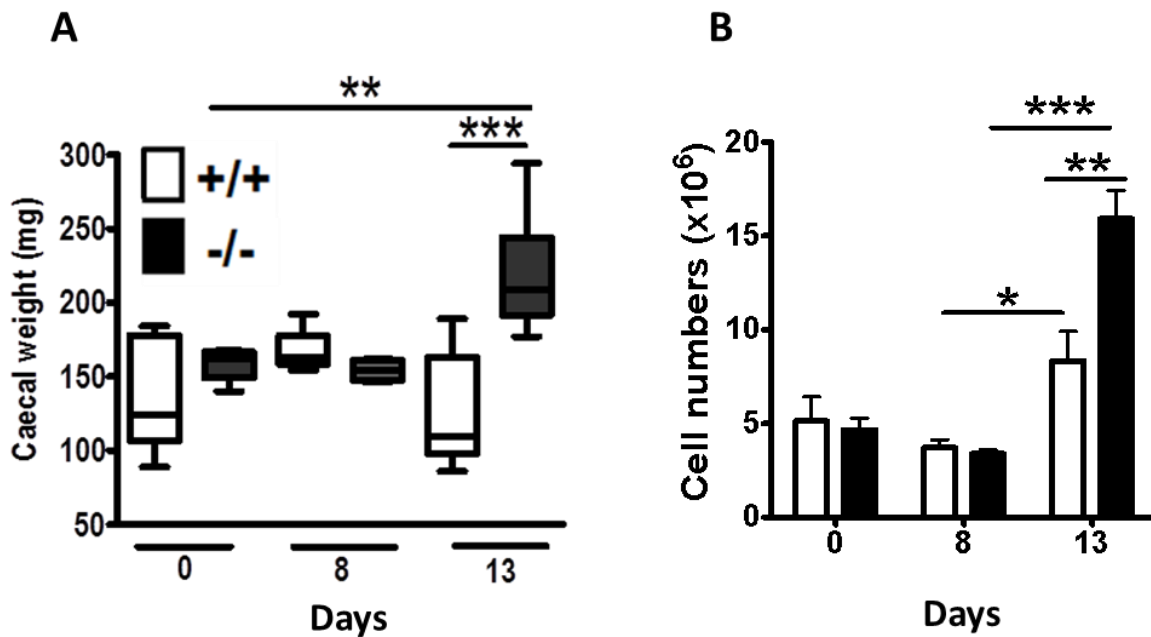 A
**
***
300
250
200
150
100
50
Caecal weight (mg)
+/+
-/-
0 8 13
Days
B
***
**
*
20
15
10
5
0
Cell numbers (x10⁶)
0 8 13
Days